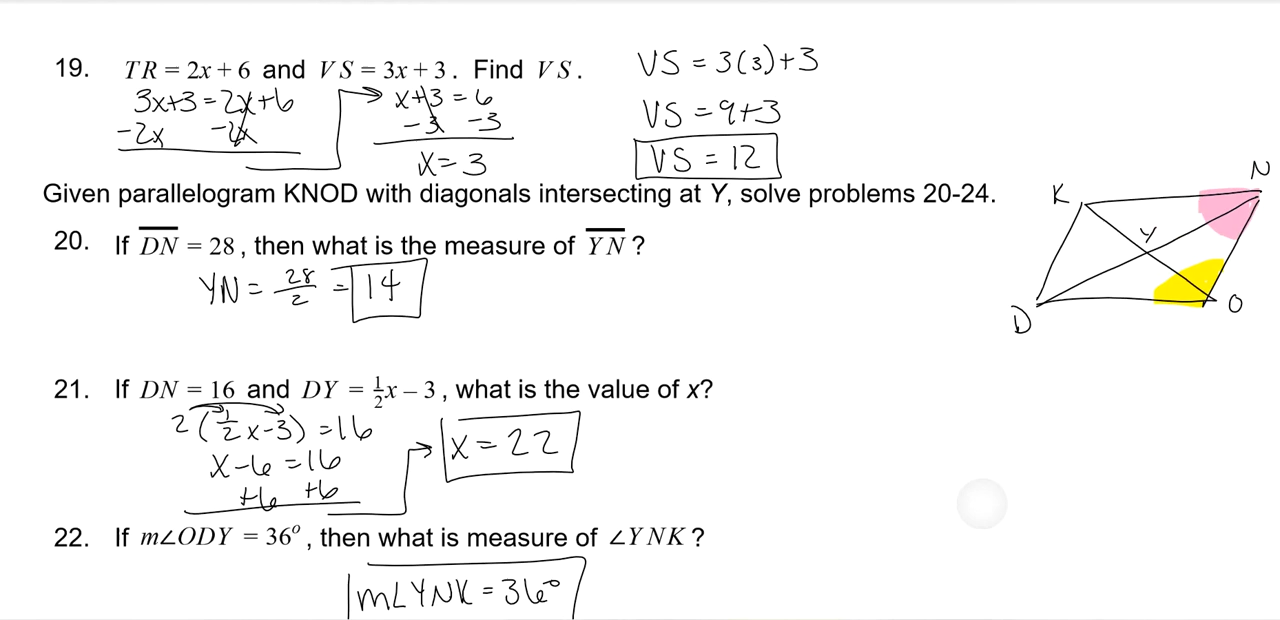 19. TR = 2x + 6 and VS = 3x + 3. Find VS.
VS = 3(3)+3
3x+3 = 2x+6
x+3 = 6
VS = 9+3
-2x -2x
-3 -3
VS = 12
x = 3
Given parallelogram KNOD with diagonals intersecting at Y, solve problems 20-24.
N
K
Y
O
D
20. If DN = 28, then what is the measure of YN?
YN = 28/2 = 14
21. If DN = 16 and DY = ½x – 3, what is the value of x?
2(1/2x-3) = 16
x-6 = 16
x = 22
+6 +6
22. If m∠ODY = 36°, then what is measure of ∠YNK?
m∠YNK = 36°